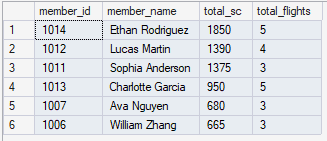 member_id member_name total_sc total_flights
1 1014 Ethan Rodriguez 1850 5
2 1012 Lucas Martin 1390 4
3 1011 Sophia Anderson 1375 3
4 1013 Charlotte Garcia 950 5
5 1007 Ava Nguyen 680 3
6 1006 William Zhang 665 3